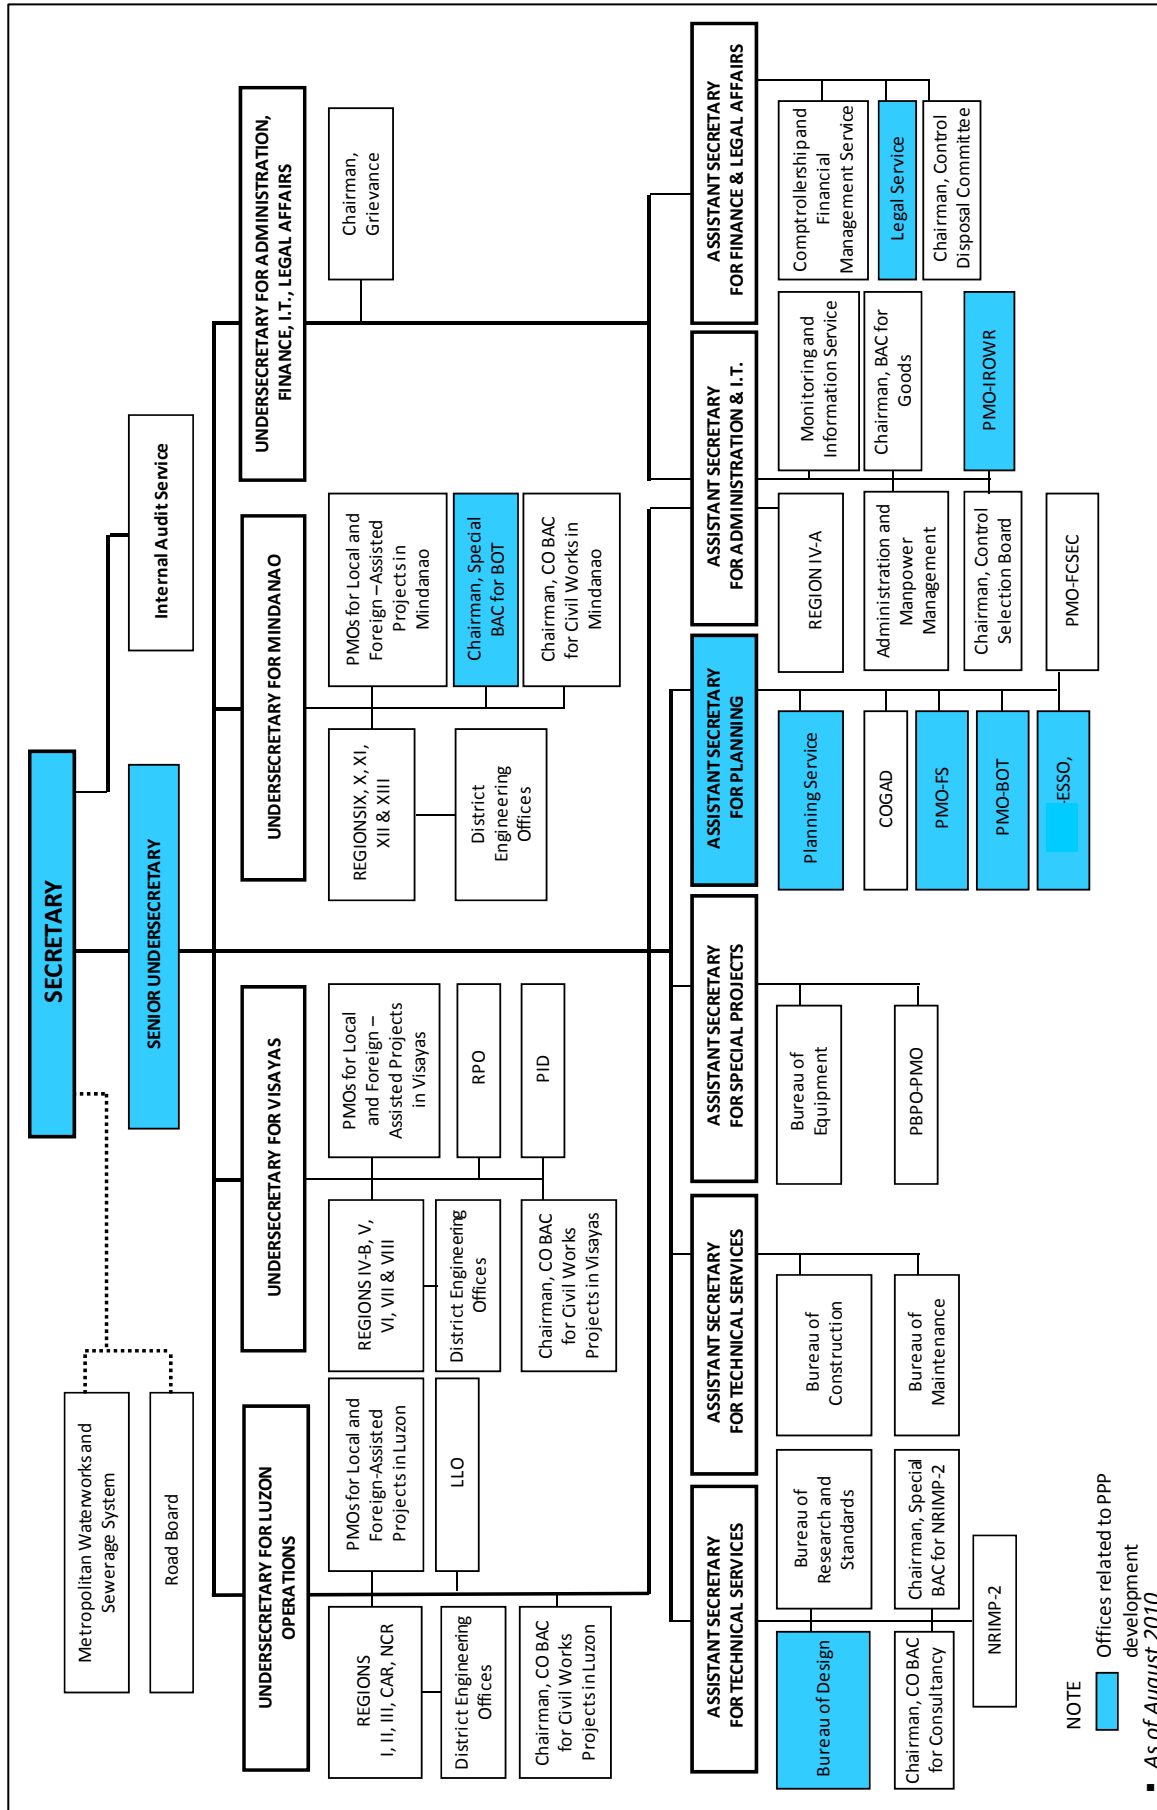 SECRETARY
Metropolitan Waterworks and
Sewerage System
Road Board
Internal Audit Service
SENIOR UNDERSECRETARY
UNDERSECRETARY FOR LUZON
OPERATIONS
UNDERSECRETARY FOR VISAYAS
UNDERSECRETARY FOR MINDANAO
UNDERSECRETARY FOR ADMINISTRATION,
FINANCE, I.T., LEGAL AFFAIRS
REGIONS
I, II, III, CAR, NCR
PMOs for Local and
Foreign-Assisted
Projects in Luzon
District Engineering
Offices
LLO
Chairman, CO BAC
for Civil Works
Projects in Luzon
REGIONS IV-B, V,
VI, VII & VIII
PMOs for Local
and Foreign –
Assisted Projects
in Visayas
District Engineering
Offices
RPO
Chairman, CO BAC
for Civil Works
Projects in Visayas
PID
REGIONSIX, X, XI,
XII & XIII
PMOs for Local and
Foreign –Assisted
Projects in
Mindanao
District
Engineering
Offices
Chairman, Special
BAC for BOT
Chairman, CO BAC
for Civil Works in
Mindanao
Chairman,
Grievance
ASSISTANT SECRETARY
FOR TECHNICAL SERVICES
ASSISTANT SECRETARY
FOR TECHNICAL SERVICES
ASSISTANT SECRETARY
FOR SPECIAL PROJECTS
ASSISTANT SECRETARY
FOR PLANNING
ASSISTANT SECRETARY
FOR ADMINISTRATION & I.T.
ASSISTANT SECRETARY
FOR FINANCE & LEGAL AFFAIRS
Bureau of Design
Bureau of
Research and
Standards
Chairman, CO BAC
for Consultancy
Chairman, Special
BAC for NRIMP-2
NRIMP-2
Bureau of
Construction
Bureau of
Maintenance
Bureau of
Equipment
PBPO-PMO
Planning Service
COGAD
PMO-FS
PMO-BOT
-ESSO,
PMO-FCSEC
REGION IV-A
Monitoring and
Information Service
Administration and
Manpower
Management
Chairman, BAC for
Goods
Chairman, Control
Selection Board
PMO-IROWR
Comptrollership and
Financial
Management Service
Legal Service
Chairman, Control
Disposal Committee
NOTE
Offices related to PPP
development
▪ As of August 2010